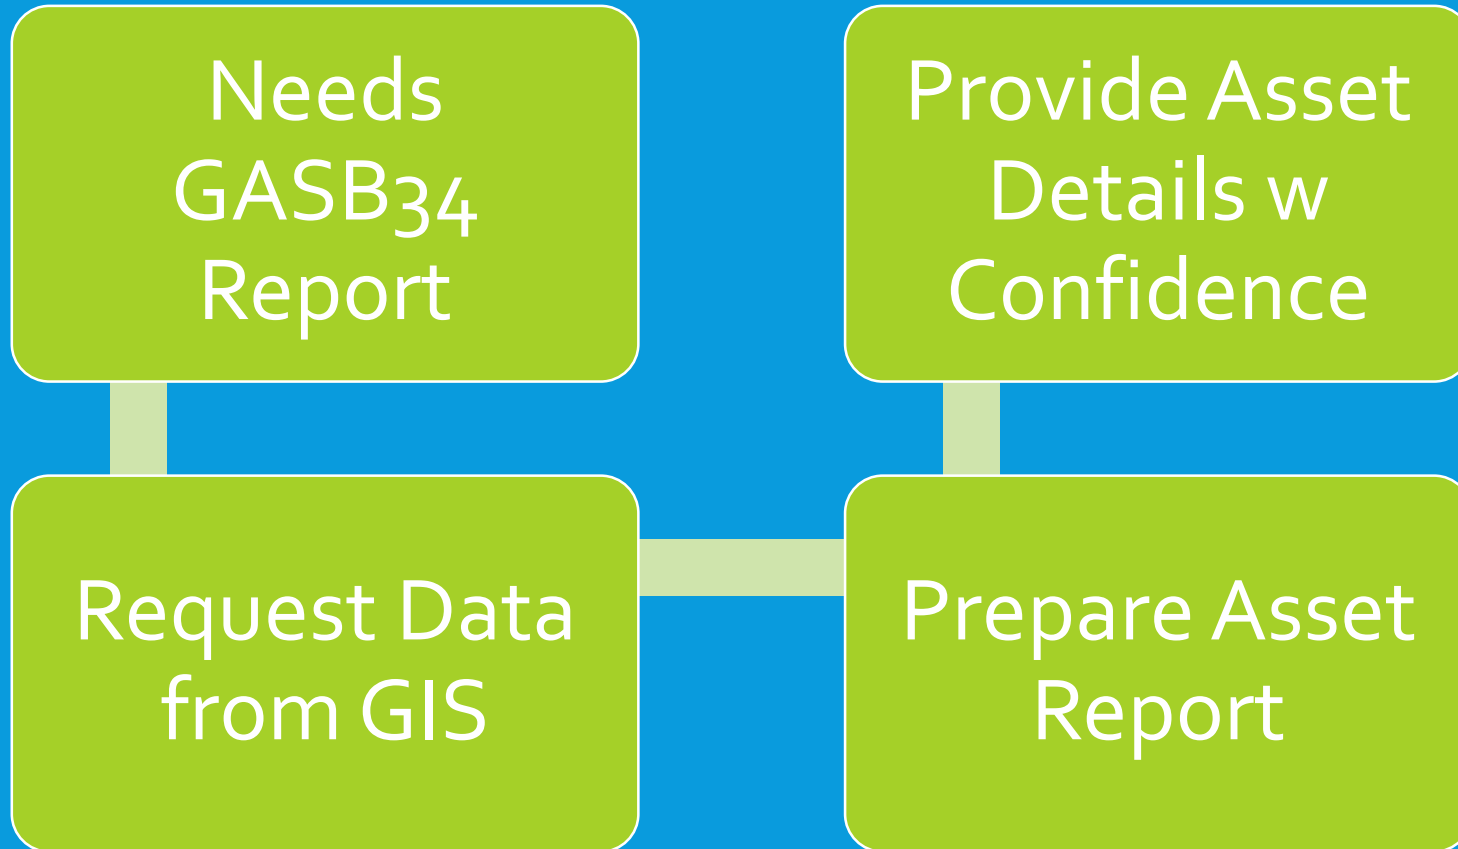 Needs
GASB34
Report
Request Data
from GIS
Prepare Asset
Report
Provide Asset
Details w
Confidence